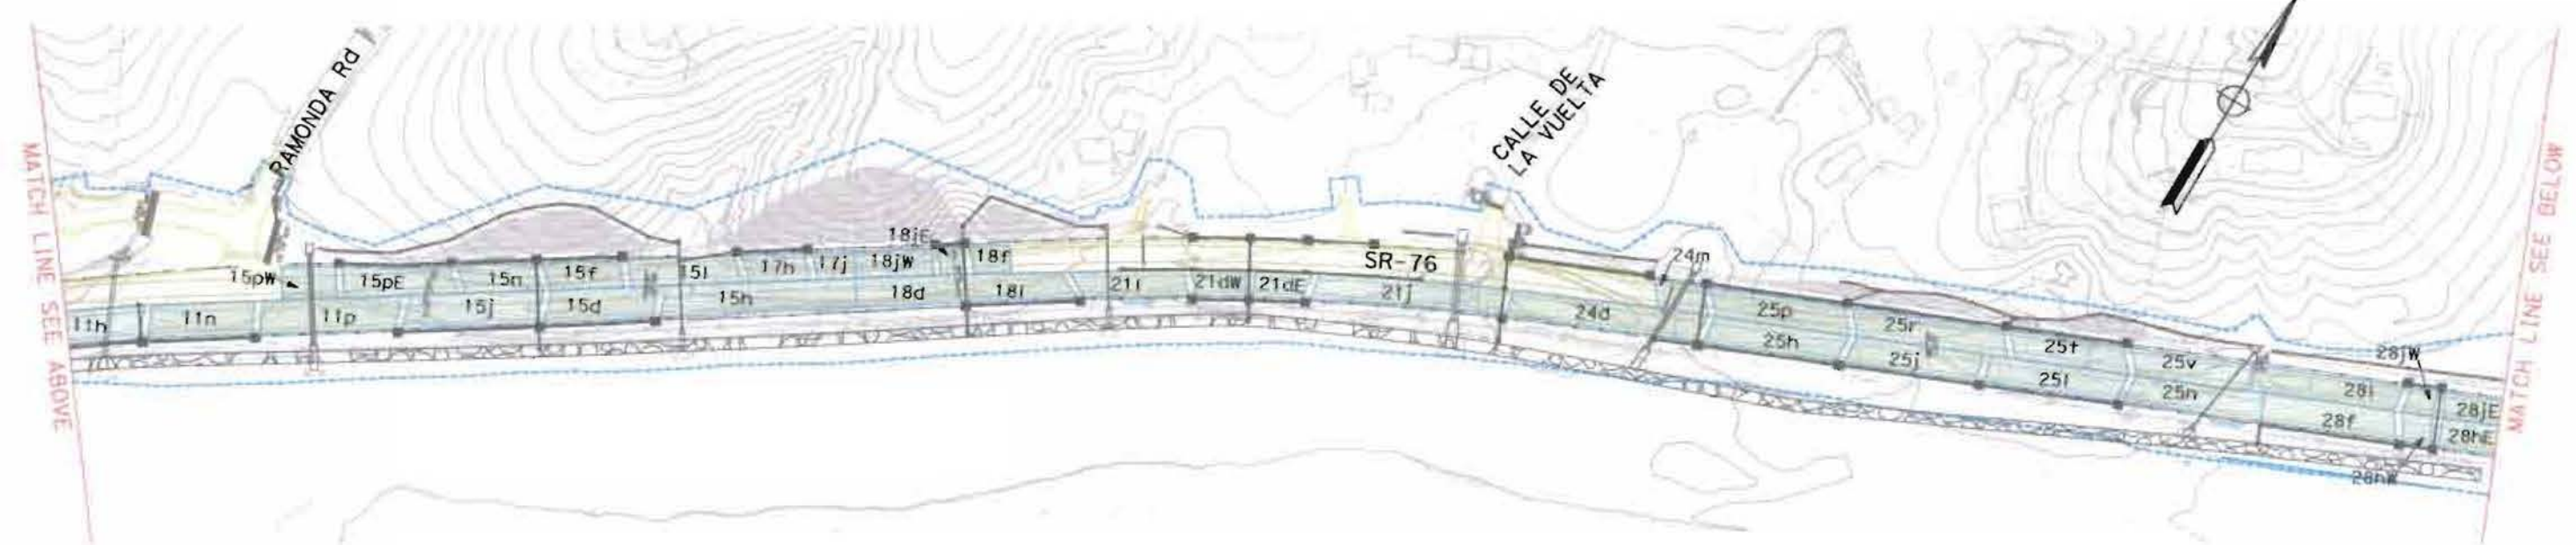 RAMONDA Rd
CALLE DE
LA VUELTA
MATCH LINE SEE ABOVE
MATCH LINE SEE BELOW
SR-76
15pW
15pE
15n
15f
15l
17h
17j
18jW
18jE
18f
11h
11n
11p
15j
15d
15h
18d
18i
21i
21dW
21dE
21j
24d
24m
25p
25r
25t
25v
25h
25j
25l
25n
28i
28jW
28jE
28f
28hW
28hE